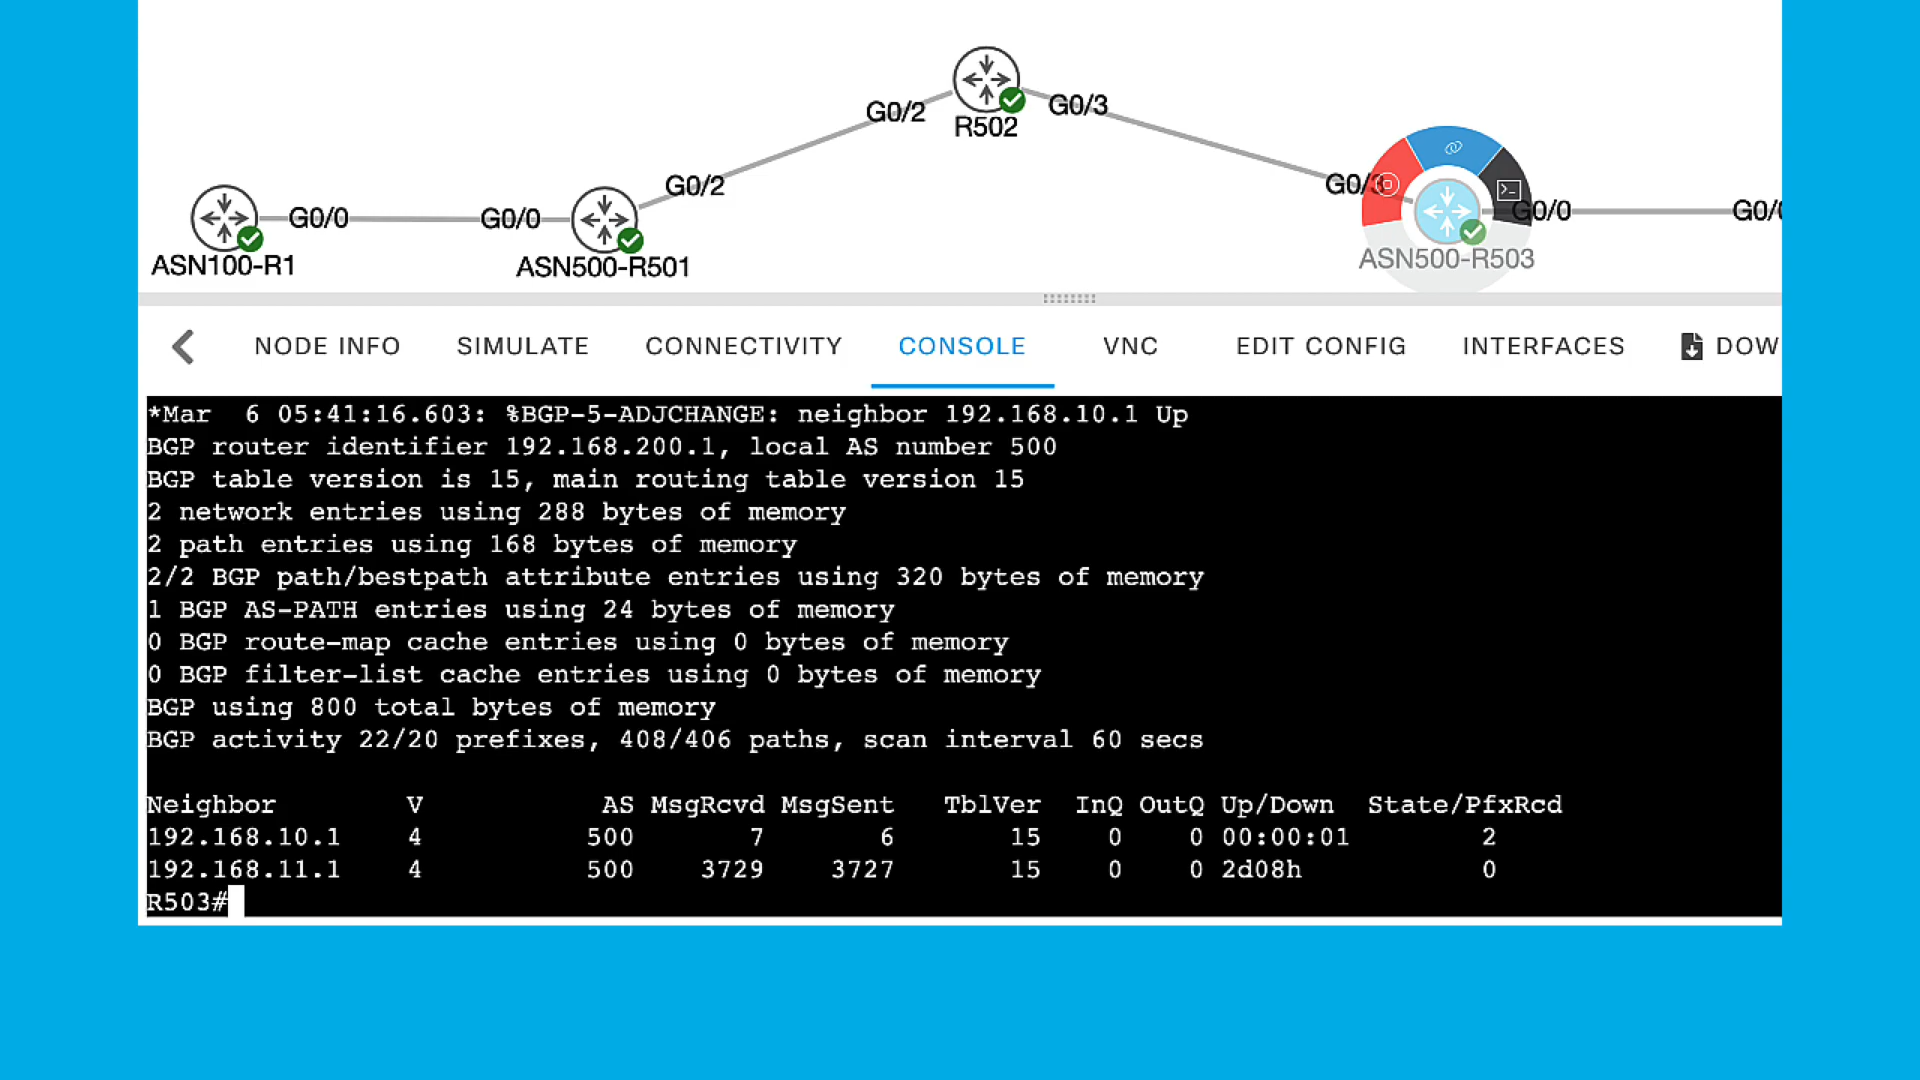 R502
G0/2
G0/3
G0/2
G0/3
G0/0
G0/0
G0/0
ASN100-R1
ASN500-R501
ASN500-R503
NODE INFO SIMULATE CONNECTIVITY CONSOLE VNC EDIT CONFIG INTERFACES DOW
*Mar  6 05:41:16.603: %BGP-5-ADJCHANGE: neighbor 192.168.10.1 Up
BGP router identifier 192.168.200.1, local AS number 500
BGP table version is 15, main routing table version 15
2 network entries using 288 bytes of memory
2 path entries using 168 bytes of memory
2/2 BGP path/bestpath attribute entries using 320 bytes of memory
1 BGP AS-PATH entries using 24 bytes of memory
0 BGP route-map cache entries using 0 bytes of memory
0 BGP filter-list cache entries using 0 bytes of memory
BGP using 800 total bytes of memory
BGP activity 22/20 prefixes, 408/406 paths, scan interval 60 secs
Neighbor        V           AS MsgRcvd MsgSent   TblVer  InQ OutQ Up/Down  State/PfxRcd
192.168.10.1    4          500       7       6       15    0    0 00:00:01        2
192.168.11.1    4          500    3729    3727       15    0    0 2d08h           0
R503#